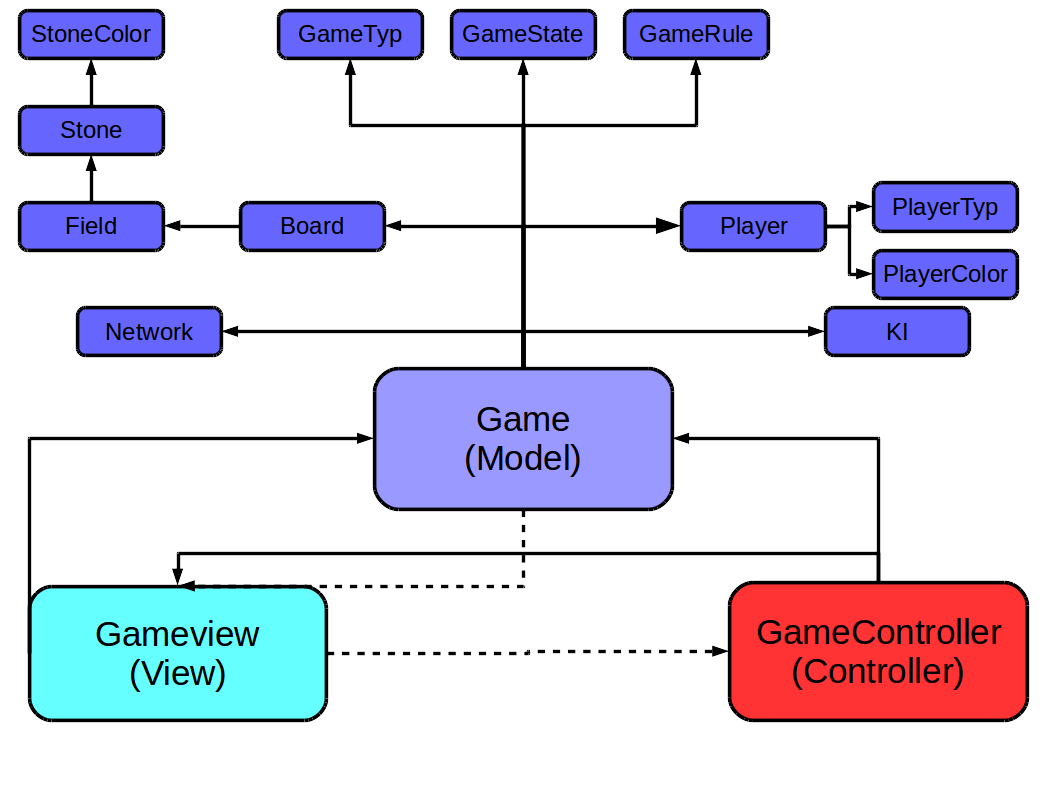 StoneColor
GameTyp
GameState
GameRule
Stone
Field
Board
Player
PlayerTyp
PlayerColor
Network
KI
Game
(Model)
Gameview
(View)
GameController
(Controller)